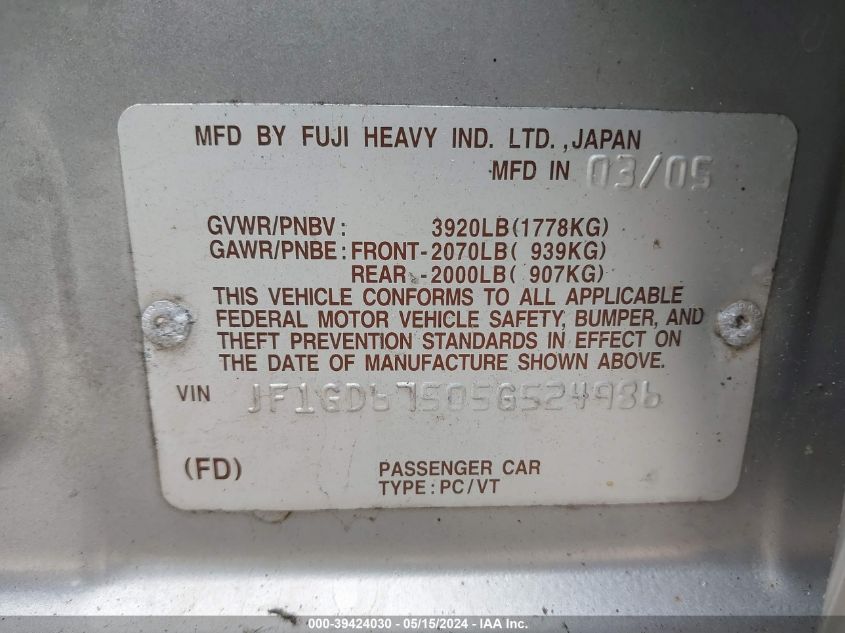 MFD BY FUJI HEAVY IND. LTD., JAPAN
MFD IN 03/05
GVWR/PNBV: 3920LB(1778KG)
GAWR/PNBE: FRONT-2070LB( 939KG)
REAR -2000LB( 907KG)
THIS VEHICLE CONFORMS TO ALL APPLICABLE
FEDERAL MOTOR VEHICLE SAFETY, BUMPER, AND
THEFT PREVENTION STANDARDS IN EFFECT ON
THE DATE OF MANUFACTURE SHOWN ABOVE.
VIN JF1GD67505G524986
(FD) PASSENGER CAR
TYPE: PC/VT
000-39424030 - 05/15/2024 - IAA Inc.